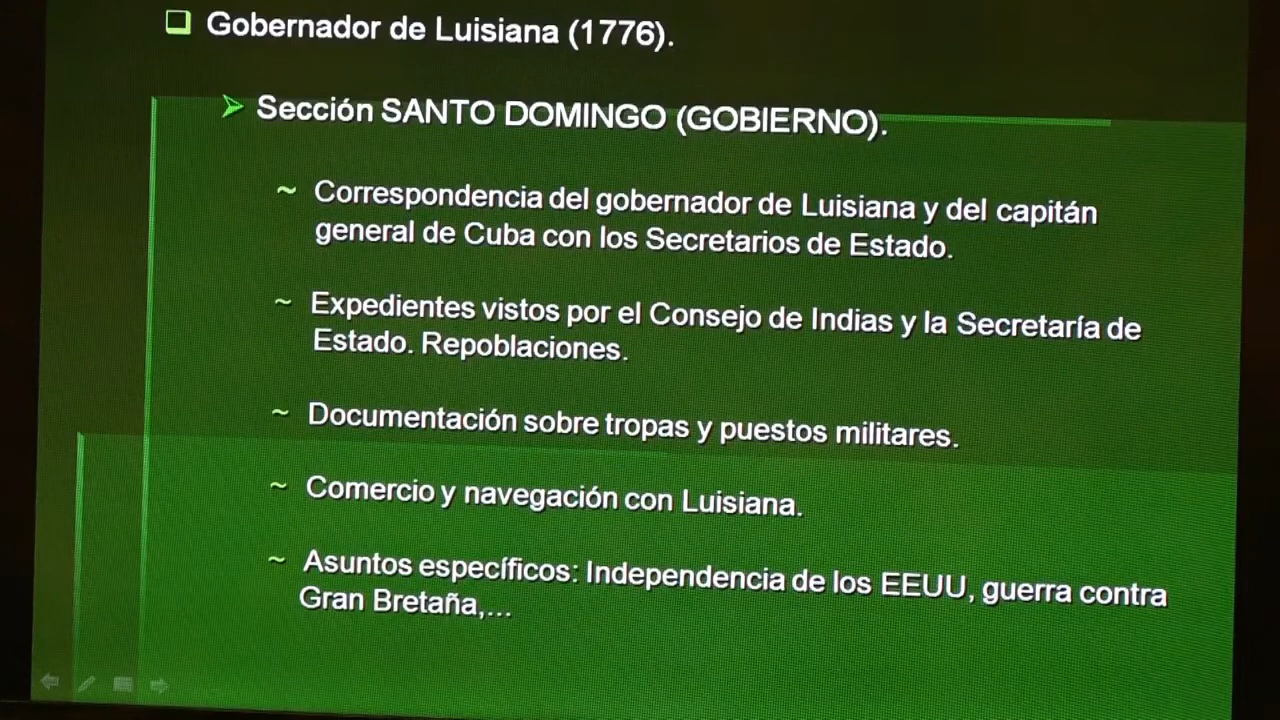 Gobernador de Luisiana (1776).
Sección SANTO DOMINGO (GOBIERNO).
~ Correspondencia del gobernador de Luisiana y del capitán
general de Cuba con los Secretarios de Estado.
~ Expedientes vistos por el Consejo de Indias y la Secretaría de
Estado. Repoblaciones.
~ Documentación sobre tropas y puestos militares.
~ Comercio y navegación con Luisiana.
~ Asuntos específicos: Independencia de los EEUU, guerra contra
Gran Bretaña,...